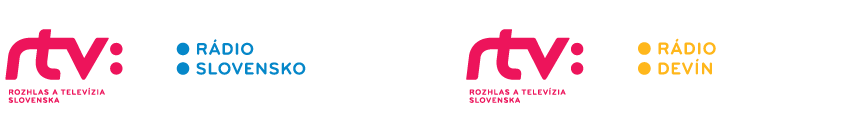 rtv:
ROZHLAS A TELEVÍZIA
SLOVENSKA
RÁDIO
SLOVENSKO
rtv:
ROZHLAS A TELEVÍZIA
SLOVENSKA
RÁDIO
DEVÍN